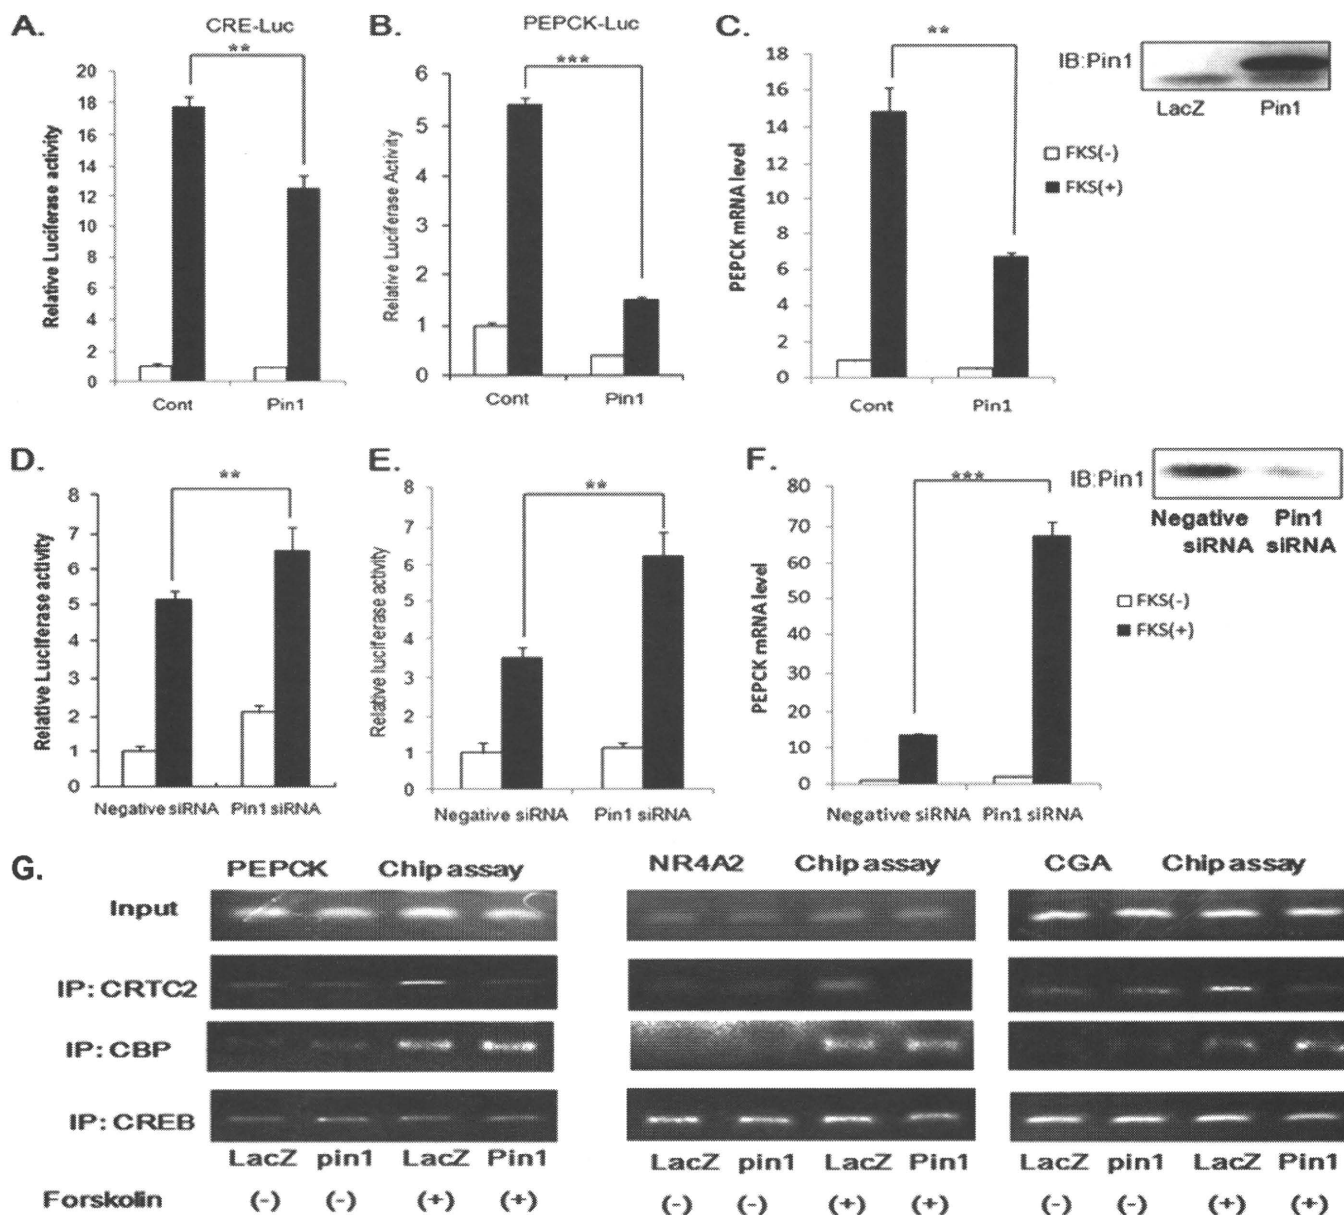 A.
CRE-Luc
**
Relative Luciferase activity
20
18
16
14
12
10
8
6
4
2
0
Cont Pin1
B.
PEPCK-Luc
***
Relative Luciferase Activity
6
5
4
3
2
1
0
Cont Pin1
C.
**
PEPCK mRNA level
18
16
14
12
10
8
6
4
2
0
Cont Pin1
IB:Pin1
LacZ Pin1
FKS(-)
FKS(+)
D.
**
Relative Luciferase activity
8
7
6
5
4
3
2
1
0
Negative siRNA Pin1 siRNA
E.
**
Relative luciferase activity
8
7
6
5
4
3
2
1
0
Negative siRNA Pin1 siRNA
F.
***
PEPCK mRNA level
80
70
60
50
40
30
20
10
0
Negative siRNA Pin1 siRNA
IB:Pin1
Negative Pin1
siRNA siRNA
FKS(-)
FKS(+)
G.
PEPCK Chip assay NR4A2 Chip assay CGA Chip assay
Input
IP: CRTC2
IP: CBP
IP: CREB
LacZ pin1 LacZ Pin1 LacZ pin1 LacZ Pin1 LacZ pin1 LacZ Pin1
Forskolin (-) (-) (+) (+) (-) (-) (+) (+) (-) (-) (+) (+)